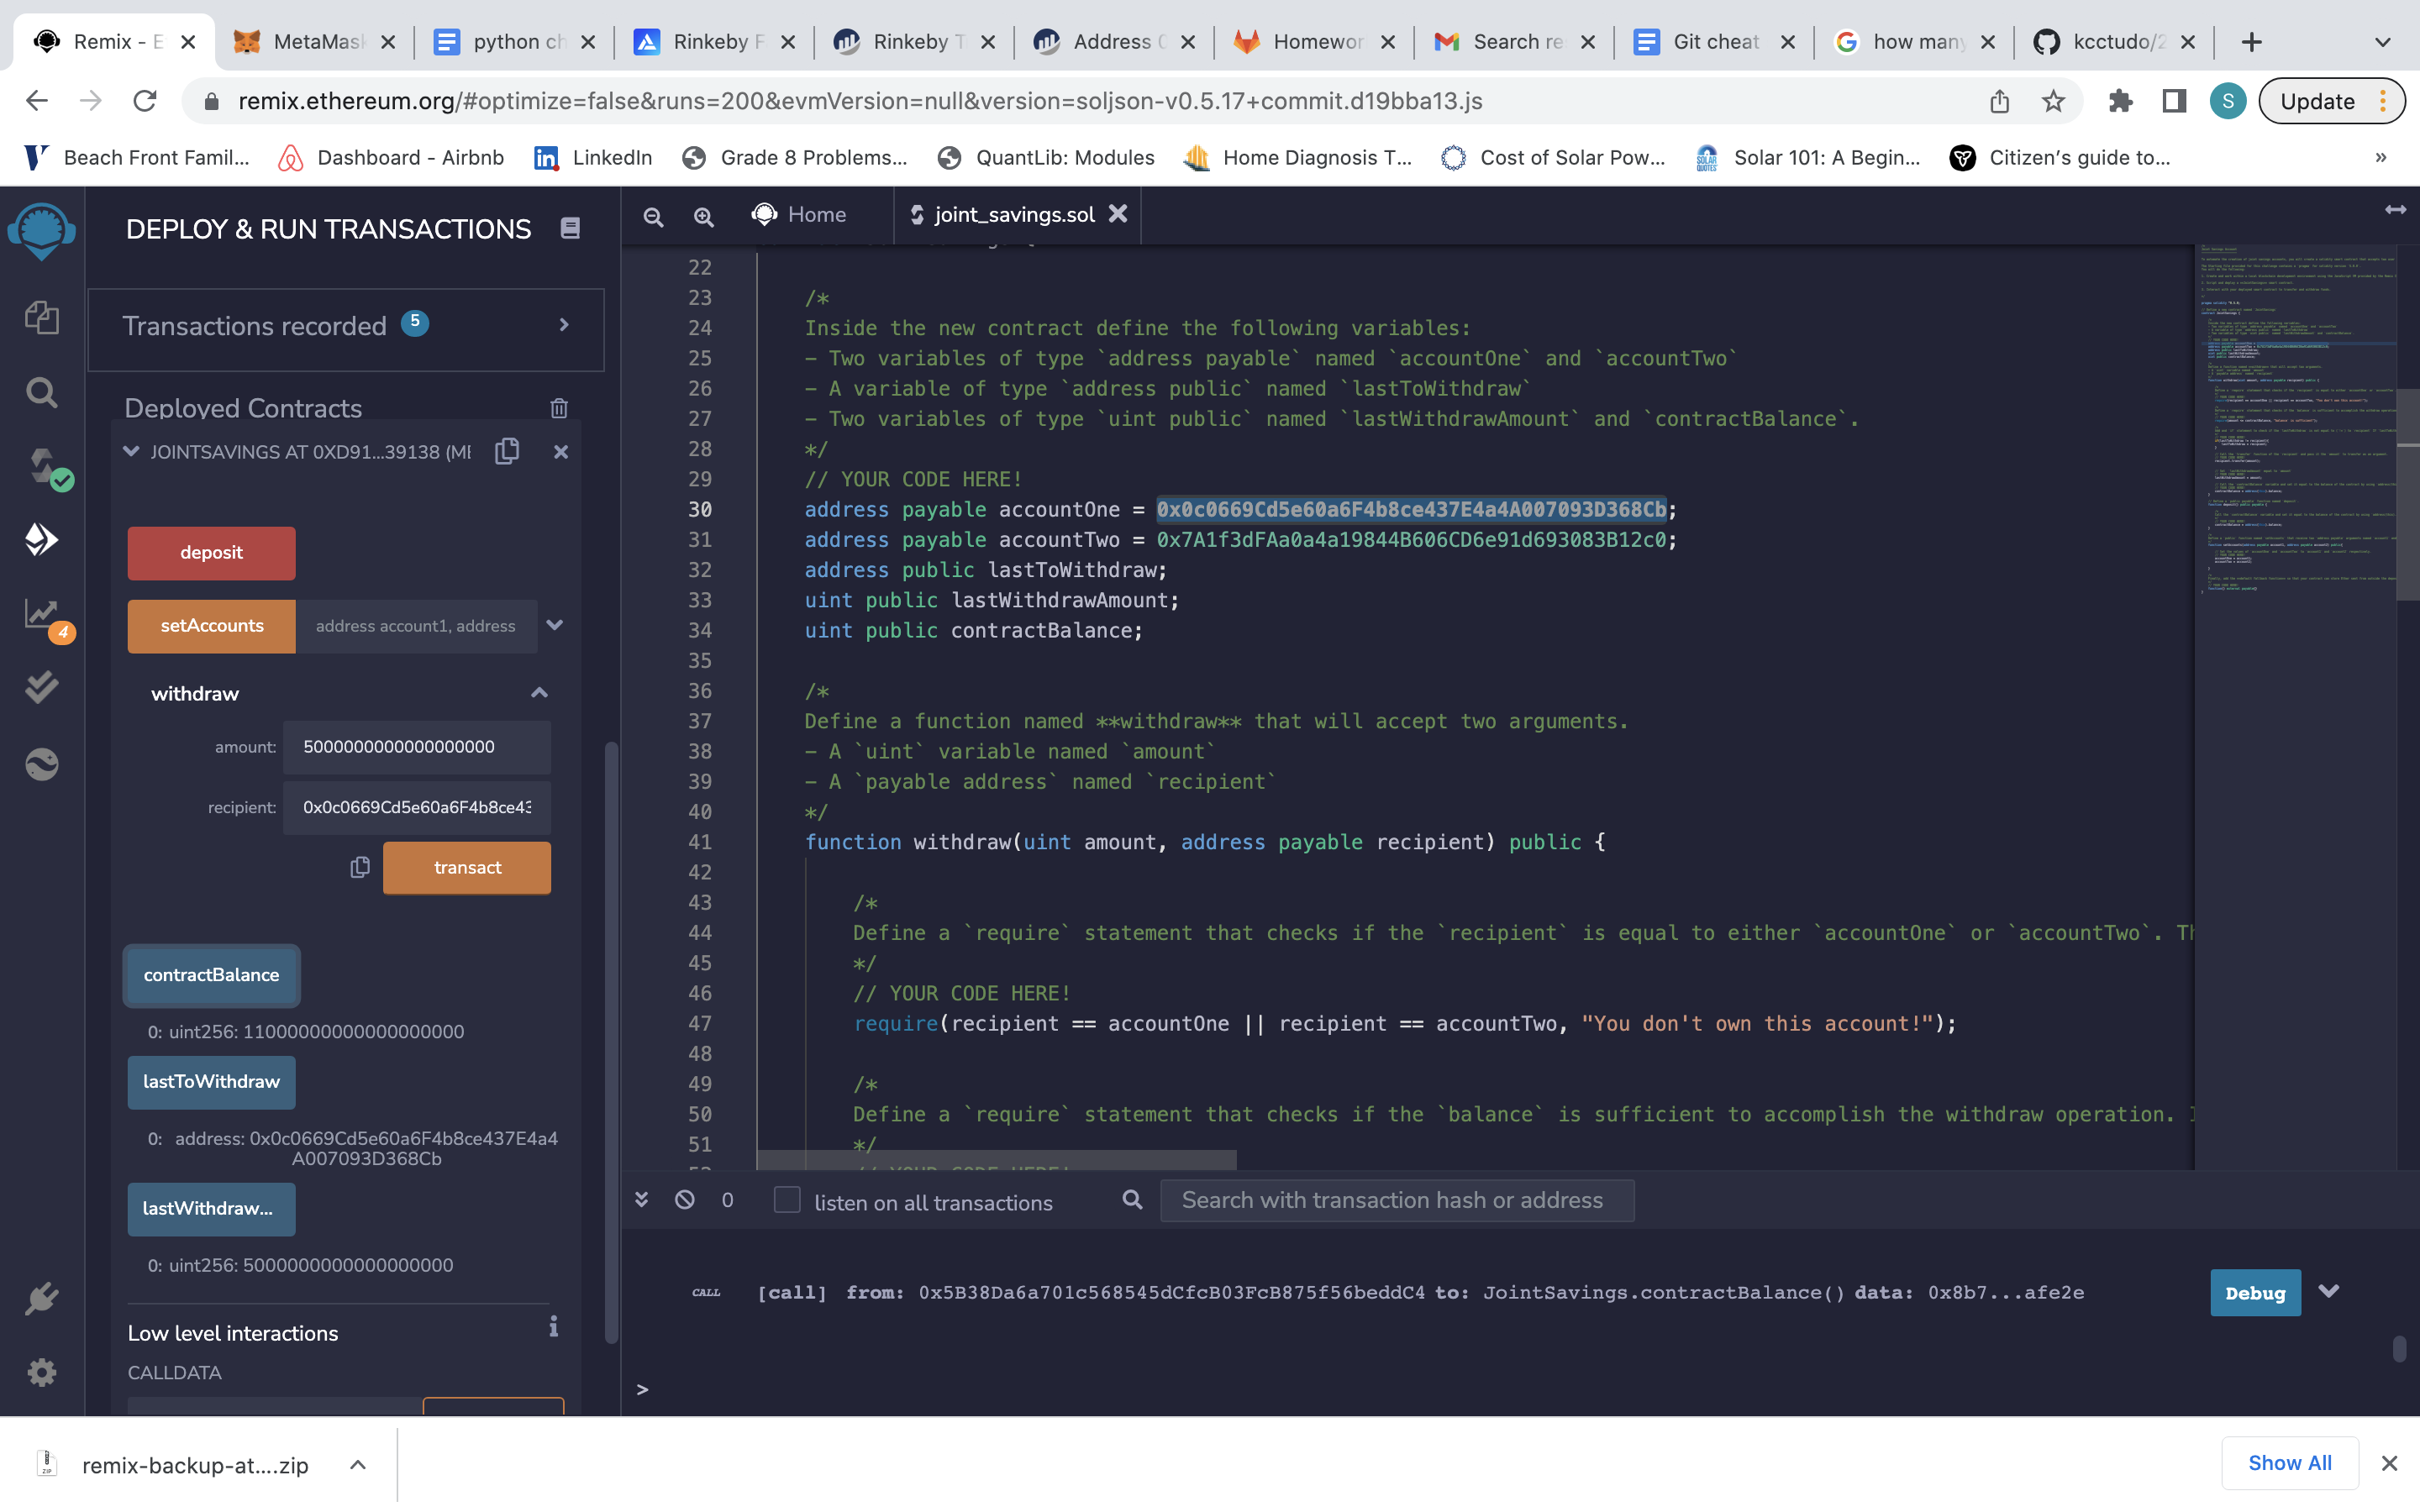 Remix - E
MetaMask
python ch
Rinkeby F
Rinkeby T
Address 0
Homewor
Search re
Git cheat
how many
kcctudo/2
remix.ethereum.org/#optimize=false&runs=200&evmVersion=null&version=soljson-v0.5.17+commit.d19bba13.js
S
Update
Beach Front Famil...
Dashboard - Airbnb
LinkedIn
Grade 8 Problems...
QuantLib: Modules
Home Diagnosis T...
Cost of Solar Pow...
Solar 101: A Begin...
Citizen's guide to...
»
DEPLOY & RUN TRANSACTIONS
Transactions recorded 5
Deployed Contracts
JOINTSAVINGS AT 0XD91...39138 (ME
deposit
setAccounts address account1, address
withdraw
amount: 5000000000000000000
recipient: 0x0c0669Cd5e60a6F4b8ce43
transact
contractBalance
0: uint256: 11000000000000000000
lastToWithdraw
0: address: 0x0c0669Cd5e60a6F4b8ce437E4a4
A007093D368Cb
lastWithdraw...
0: uint256: 5000000000000000000
Low level interactions
CALLDATA
4
Home
joint_savings.sol
22
23 /*
24 Inside the new contract define the following variables:
25 - Two variables of type `address payable` named `accountOne` and `accountTwo`
26 - A variable of type `address public` named `lastToWithdraw`
27 - Two variables of type `uint public` named `lastWithdrawAmount` and `contractBalance`.
28 */
29 // YOUR CODE HERE!
30 address payable accountOne = 0x0c0669Cd5e60a6F4b8ce437E4a4A007093D368Cb;
31 address payable accountTwo = 0x7A1f3dFAa0a4a19844B606CD6e91d693083B12c0;
32 address public lastToWithdraw;
33 uint public lastWithdrawAmount;
34 uint public contractBalance;
35
36 /*
37 Define a function named **withdraw** that will accept two arguments.
38 - A `uint` variable named `amount`
39 - A `payable address` named `recipient`
40 */
41 function withdraw(uint amount, address payable recipient) public {
42
43 /*
44 Define a `require` statement that checks if the `recipient` is equal to either `accountOne` or `accountTwo`. Th
45 */
46 // YOUR CODE HERE!
47 require(recipient == accountOne || recipient == accountTwo, "You don't own this account!");
48
49 /*
50 Define a `require` statement that checks if the `balance` is sufficient to accomplish the withdraw operation.
51 */
52 // YOUR CODE HERE!
0
listen on all transactions
Search with transaction hash or address
CALL [call] from: 0x5B38Da6a701c568545dCfcB03FcB875f56beddC4 to: JointSavings.contractBalance() data: 0x8b7...afe2e
Debug
>
remix-backup-at....zip
Show All